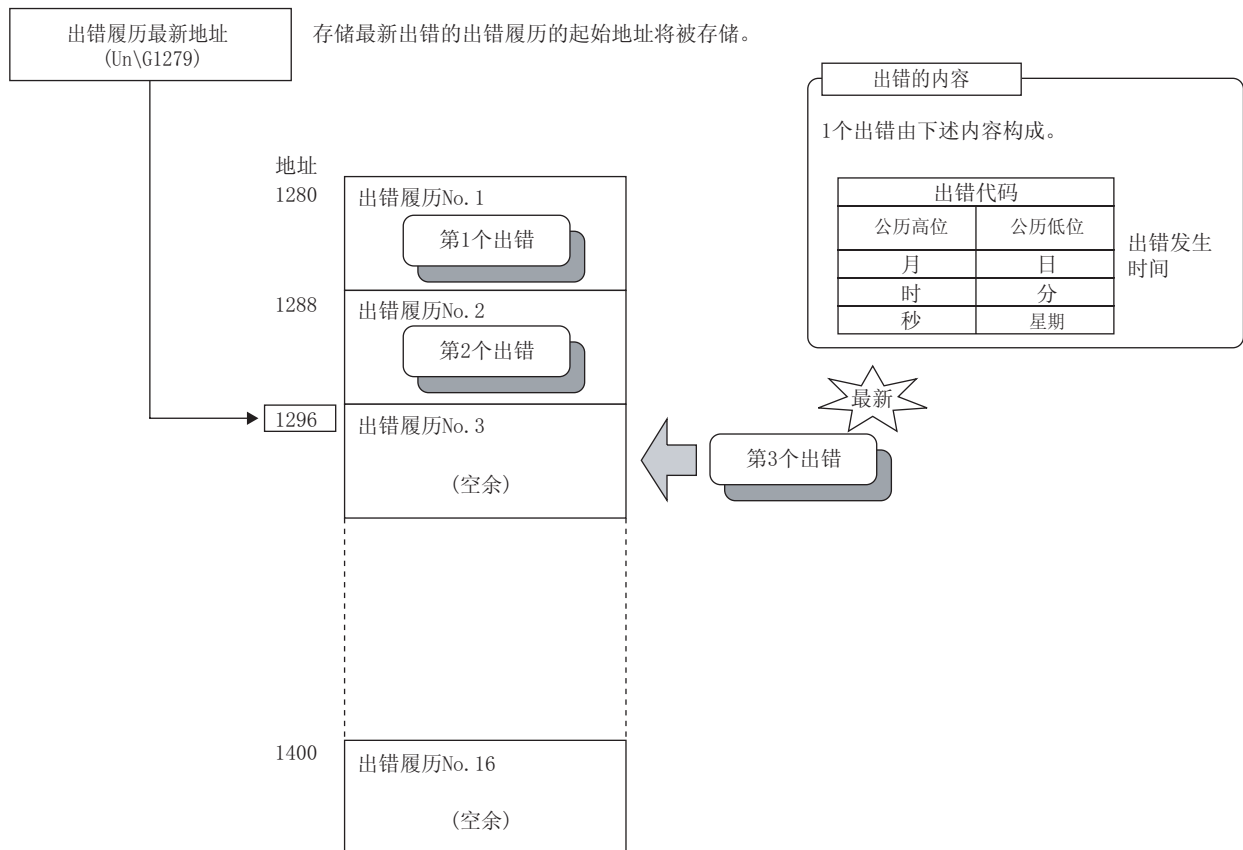 出错履历最新地址
(Un\G1279)
存储最新出错的出错履历的起始地址将被存储。
出错的内容
1个出错由下述内容构成。
出错代码
公历高位 公历低位
月 日
时 分
秒 星期
出错发生
时间
地址
1280
出错履历No.1
第1个出错
1288
出错履历No.2
第2个出错
1296
出错履历No.3
(空余)
最新
第3个出错
1400
出错履历No.16
(空余)